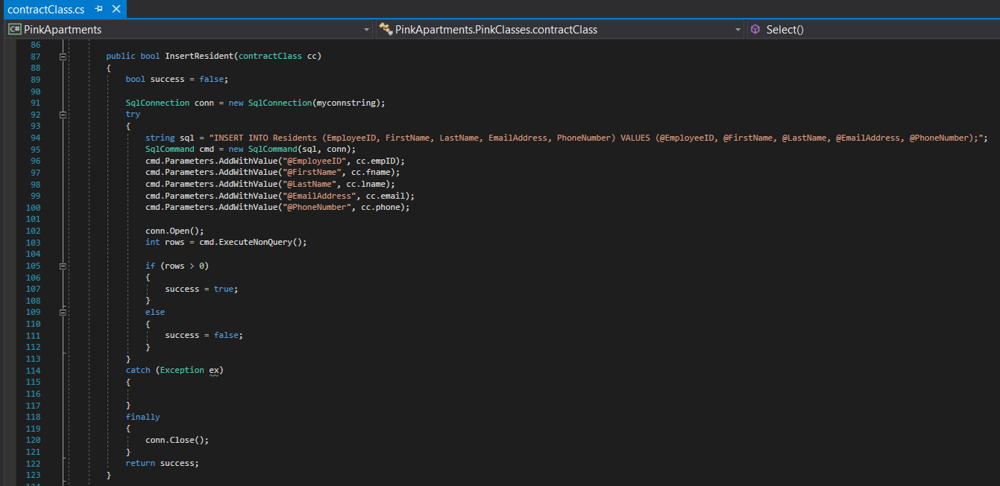 contractClass.cs
PinkApartments PinkApartments.PinkClasses.contractClass Select()
86
87 public bool InsertResident(contractClass cc)
88 {
89 bool success = false;
90
91 SqlConnection conn = new SqlConnection(myconnstring);
92 try
93 {
94 string sql = "INSERT INTO Residents (EmployeeID, FirstName, LastName, EmailAddress, PhoneNumber) VALUES (@EmployeeID, @FirstName, @LastName, @EmailAddress, @PhoneNumber);";
95 SqlCommand cmd = new SqlCommand(sql, conn);
96 cmd.Parameters.AddWithValue("@EmployeeID", cc.empID);
97 cmd.Parameters.AddWithValue("@FirstName", cc.fname);
98 cmd.Parameters.AddWithValue("@LastName", cc.lname);
99 cmd.Parameters.AddWithValue("@EmailAddress", cc.email);
100 cmd.Parameters.AddWithValue("@PhoneNumber", cc.phone);
101
102 conn.Open();
103 int rows = cmd.ExecuteNonQuery();
104
105 if (rows > 0)
106 {
107 success = true;
108 }
109 else
110 {
111 success = false;
112 }
113 }
114 catch (Exception ex)
115 {
116
117 }
118 finally
119 {
120 conn.Close();
121 }
122 return success;
123 }